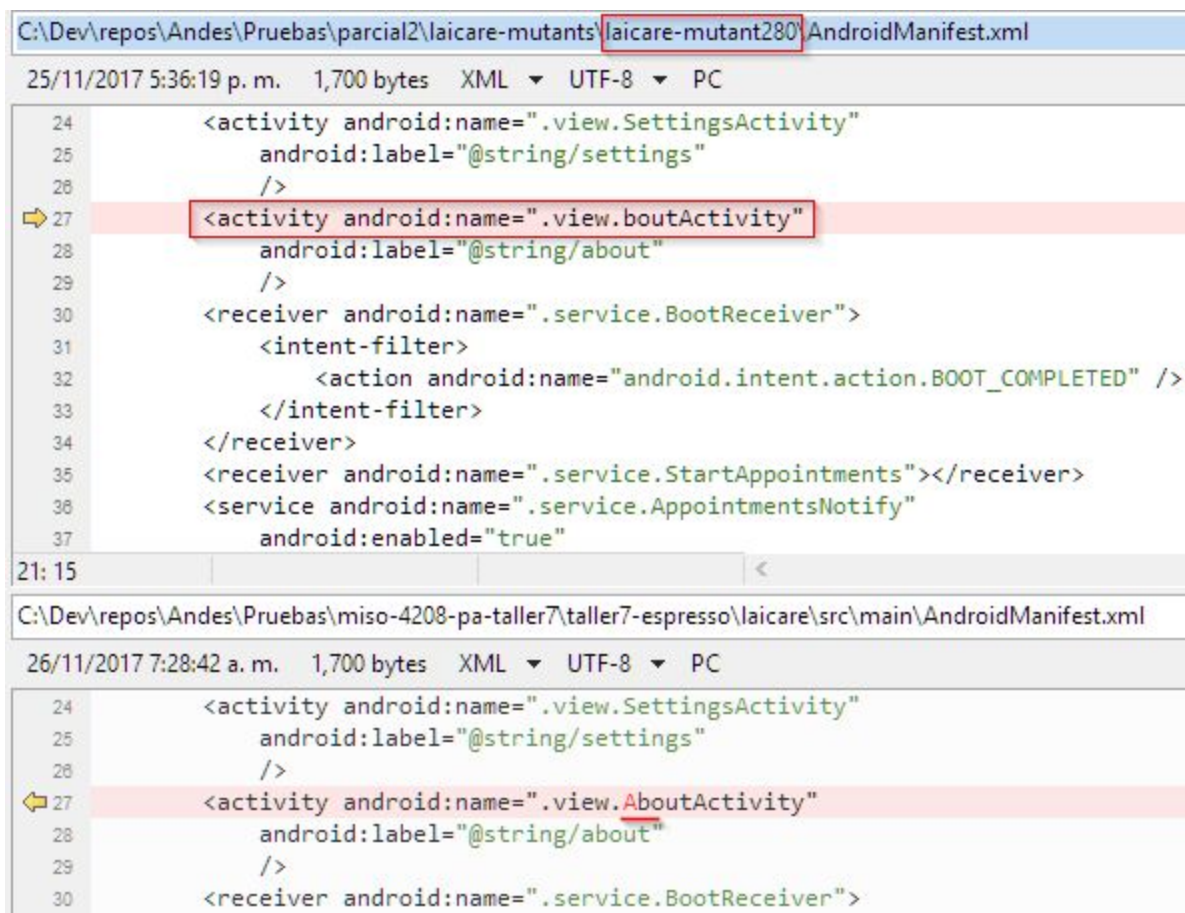 C:\Dev\repos\Andes\Pruebas\parcial2\laicare-mutants\laicare-mutant280\AndroidManifest.xml
25/11/2017 5:36:19 p. m. 1,700 bytes XML UTF-8 PC
24 <activity android:name=".view.SettingsActivity"
25 android:label="@string/settings"
26 />
27 <activity android:name=".view.boutActivity"
28 android:label="@string/about"
29 />
30 <receiver android:name=".service.BootReceiver">
31 <intent-filter>
32 <action android:name="android.intent.action.BOOT_COMPLETED" />
33 </intent-filter>
34 </receiver>
35 <receiver android:name=".service.StartAppointments"></receiver>
36 <service android:name=".service.AppointmentsNotify"
37 android:enabled="true"
21: 15
C:\Dev\repos\Andes\Pruebas\miso-4208-pa-taller7\taller7-espresso\laicare\src\main\AndroidManifest.xml
26/11/2017 7:28:42 a. m. 1,700 bytes XML UTF-8 PC
24 <activity android:name=".view.SettingsActivity"
25 android:label="@string/settings"
26 />
27 <activity android:name=".view.AboutActivity"
28 android:label="@string/about"
29 />
30 <receiver android:name=".service.BootReceiver">